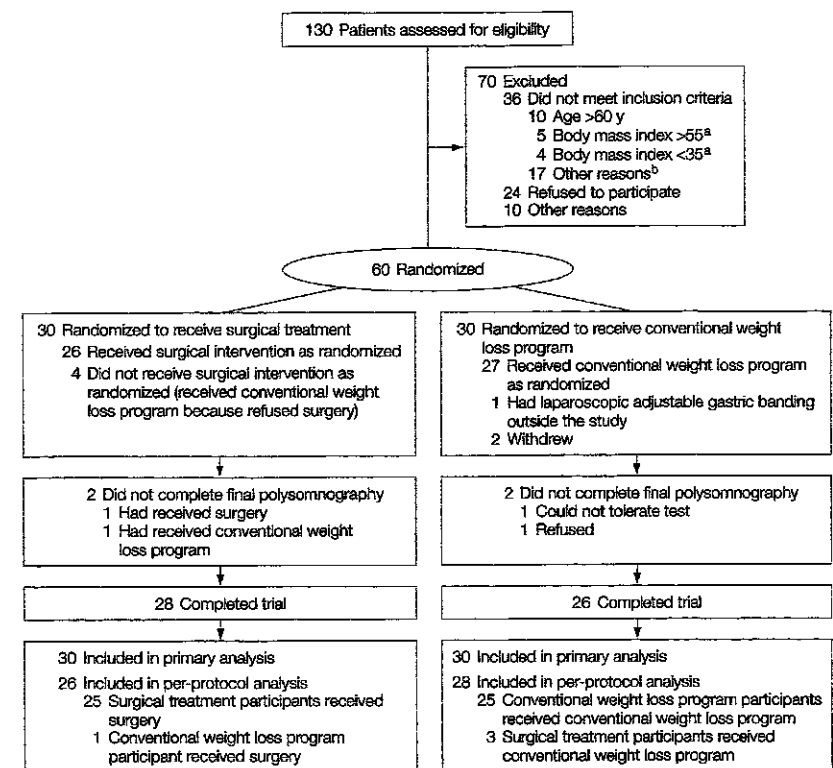 130 Patients assessed for eligibility
70 Excluded
36 Did not meet inclusion criteria
10 Age >60 y
5 Body mass index >55a
4 Body mass index <35a
17 Other reasonsb
24 Refused to participate
10 Other reasons
60 Randomized
30 Randomized to receive surgical treatment
26 Received surgical intervention as randomized
4 Did not receive surgical intervention as
randomized (received conventional weight
loss program because refused surgery)
30 Randomized to receive conventional weight
loss program
27 Received conventional weight loss program
as randomized
1 Had laparoscopic adjustable gastric banding
outside the study
2 Withdrew
2 Did not complete final polysomnography
1 Had received surgery
1 Had received conventional weight
loss program
2 Did not complete final polysomnography
1 Could not tolerate test
1 Refused
28 Completed trial
26 Completed trial
30 Included in primary analysis
26 Included in per-protocol analysis
25 Surgical treatment participants received
surgery
1 Conventional weight loss program
participant received surgery
30 Included in primary analysis
28 Included in per-protocol analysis
25 Conventional weight loss program participants
received conventional weight loss program
3 Surgical treatment participants received
conventional weight loss program